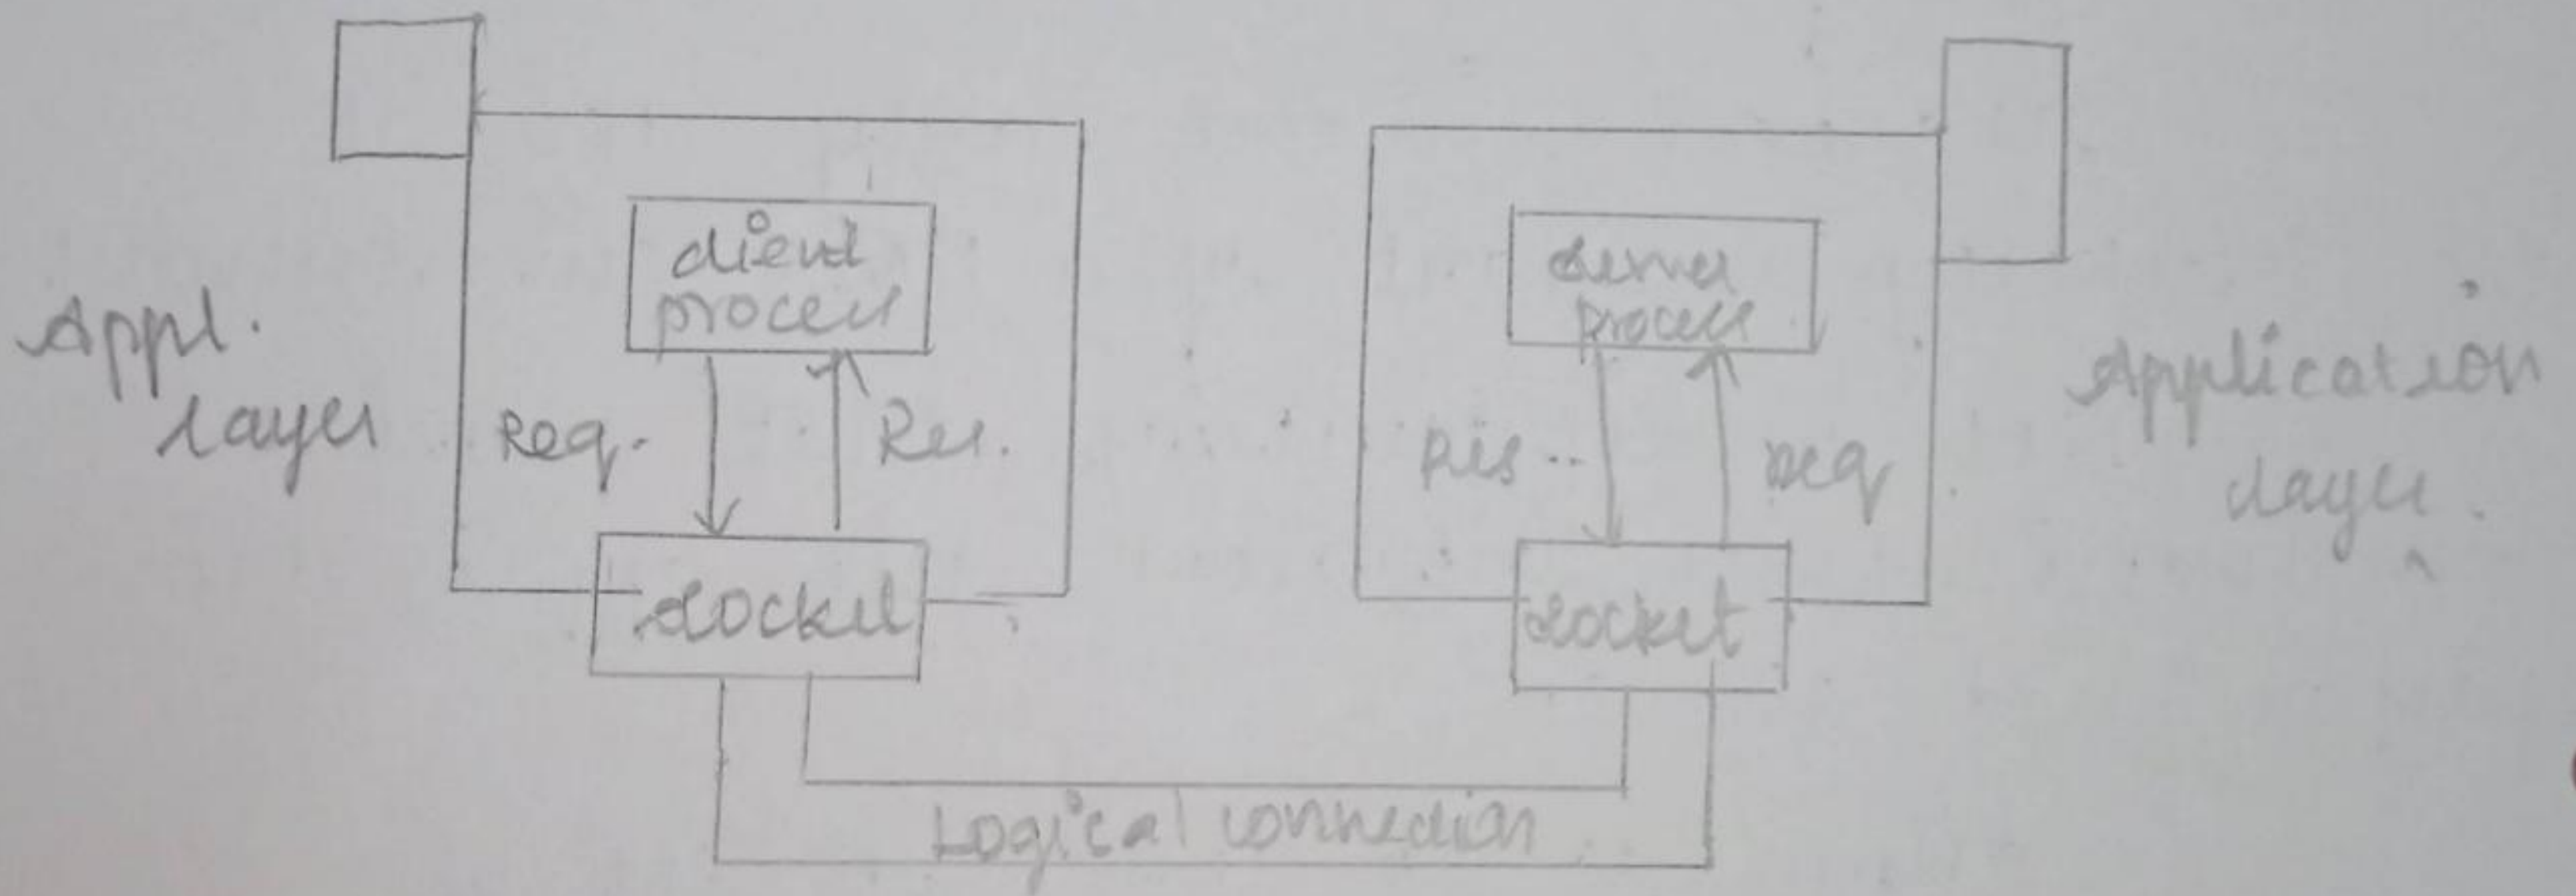 Appl.
layer
client
process
Req.
Res.
socket
server
process
Res..
req
socket
Application
layer.
Logical connection